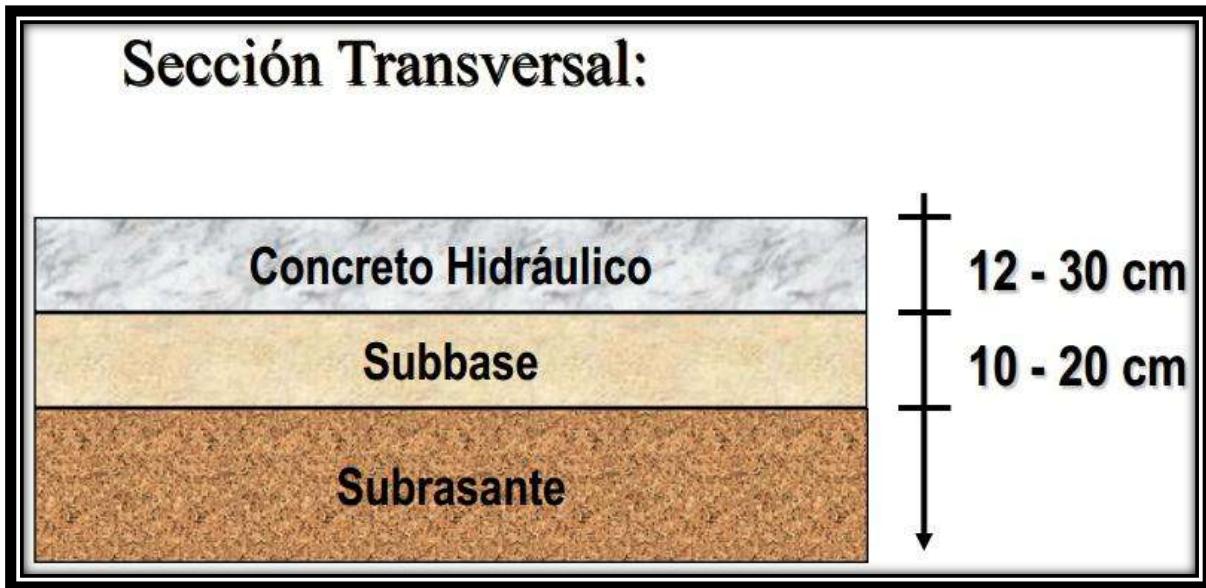 Sección Transversal:
Concreto Hidráulico
12 - 30 cm
Subbase
10 - 20 cm
Subrasante